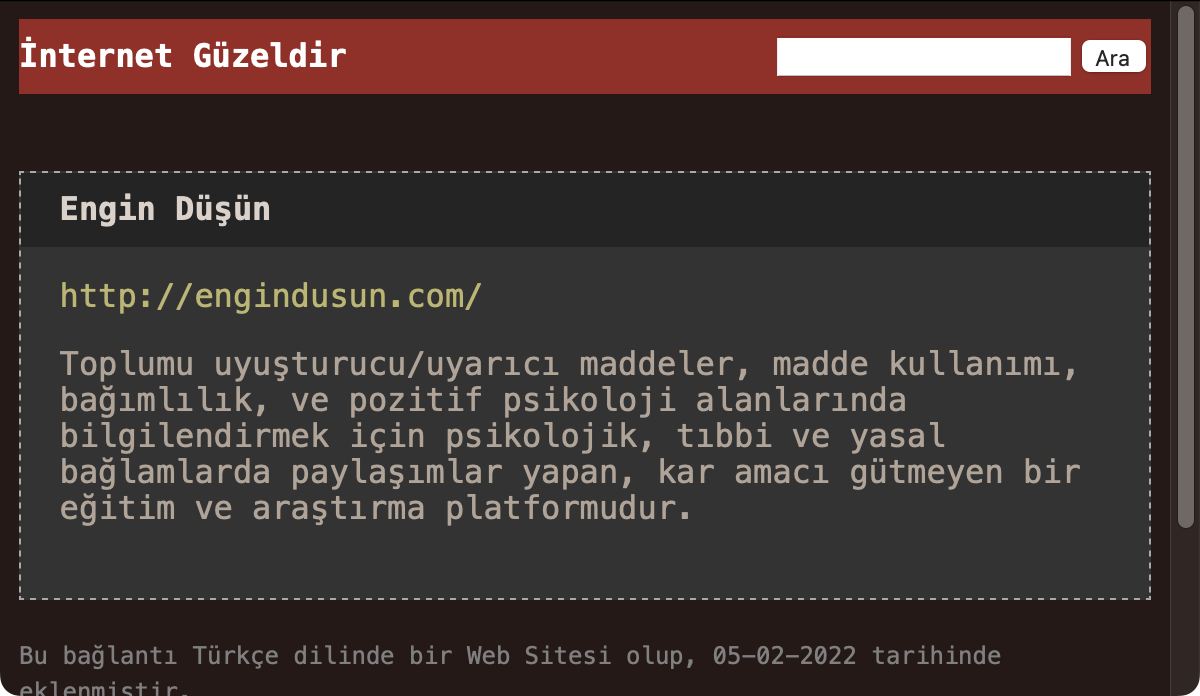 İnternet Güzeldir
Ara
Engin Düşün
http://engindusun.com/
Toplumu uyuşturucu/uyarıcı maddeler, madde kullanımı,
bağımlılık, ve pozitif psikoloji alanlarında
bilgilendirmek için psikolojik, tıbbi ve yasal
bağlamlarda paylaşımlar yapan, kar amacı gütmeyen bir
eğitim ve araştırma platformudur.
Bu bağlantı Türkçe dilinde bir Web Sitesi olup, 05-02-2022 tarihinde
eklenmiştir.